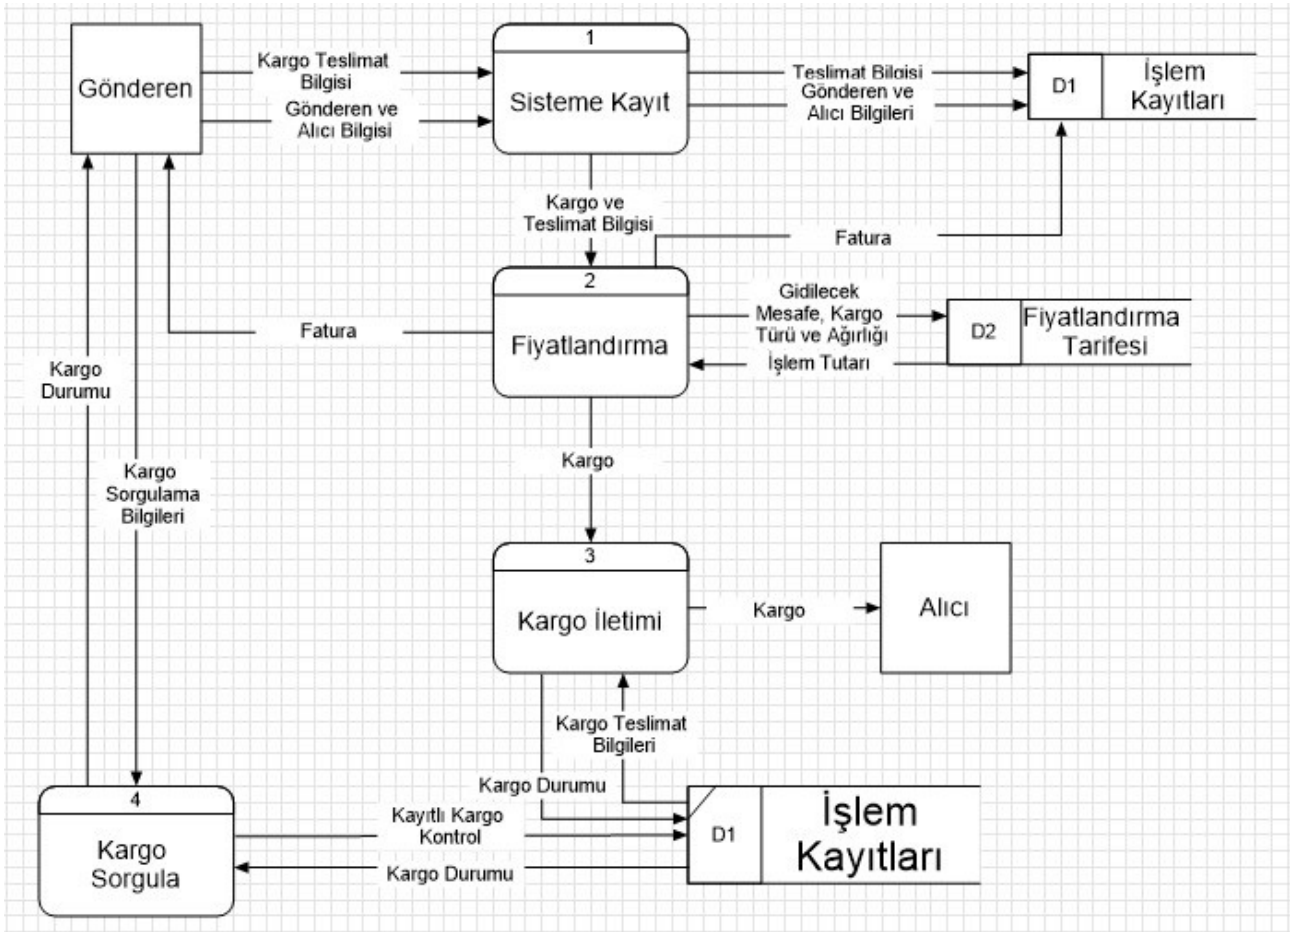 1
Gönderen
Kargo Teslimat
Bilgisi
Gönderen ve
Alıcı Bilgisi
Sisteme Kayıt
Teslimat Bilgisi
Gönderen ve
Alıcı Bilgileri
D1
İşlem
Kayıtları
Kargo ve
Teslimat Bilgisi
Fatura
2
Fiyatlandırma
Fatura
Gidilecek
Mesafe, Kargo
Türü ve Ağırlığı
İşlem Tutarı
D2
Fiyatlandırma
Tarifesi
Kargo
Durumu
Kargo
Sorgulama
Bilgileri
Kargo
3
Kargo İletimi
Kargo
Alıcı
Kargo Teslimat
Bilgileri
Kargo Durumu
4
Kargo
Sorgula
Kayıtlı Kargo
Kontrol
Kargo Durumu
D1
İşlem
Kayıtları